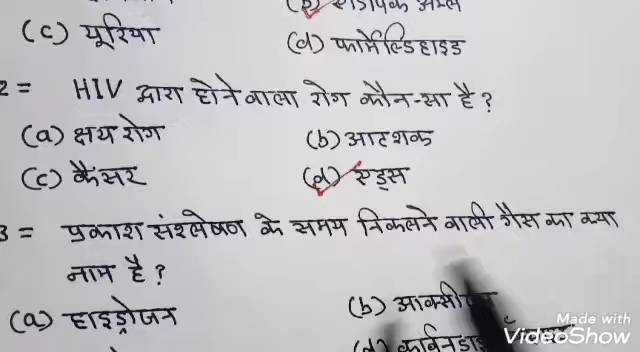 (b)
(c) यूरिया (d) फार्मेल्डिहाइड
2= HIV द्वारा होने वाला रोग कौन-सा है?
(a) क्षय रोग (b) आतशक
(c) कैंसर (d) एड्स
3= प्रकाश संश्लेषण के समय निकलने वाली गैस का क्या
नाम है?
(a) हाइड्रोजन (b)
(d)
Made with
VideoShow